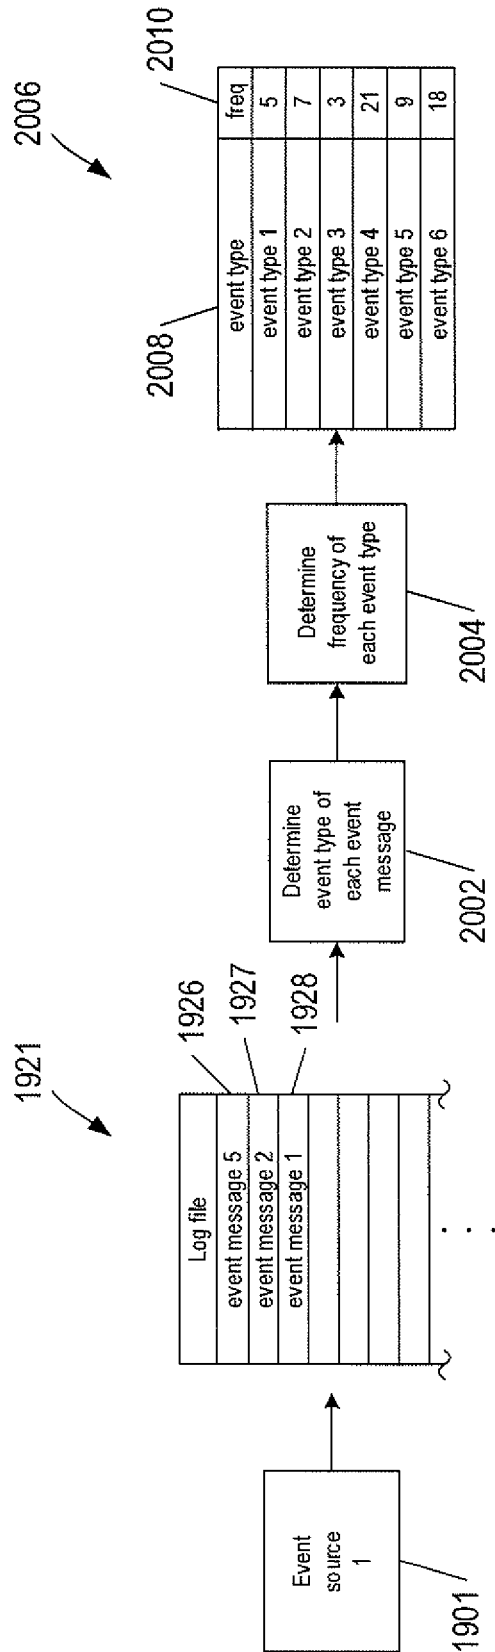 1921
2006
Event
source
1
1901
Log file
event message 5
event message 2
event message 1
1926
1927
1928
. . .
Determine
event type of
each event
message
2002
Determine
frequency of
each event type
2004
2008
2010
event type freq
event type 1 5
event type 2 7
event type 3 3
event type 4 21
event type 5 9
event type 6 18